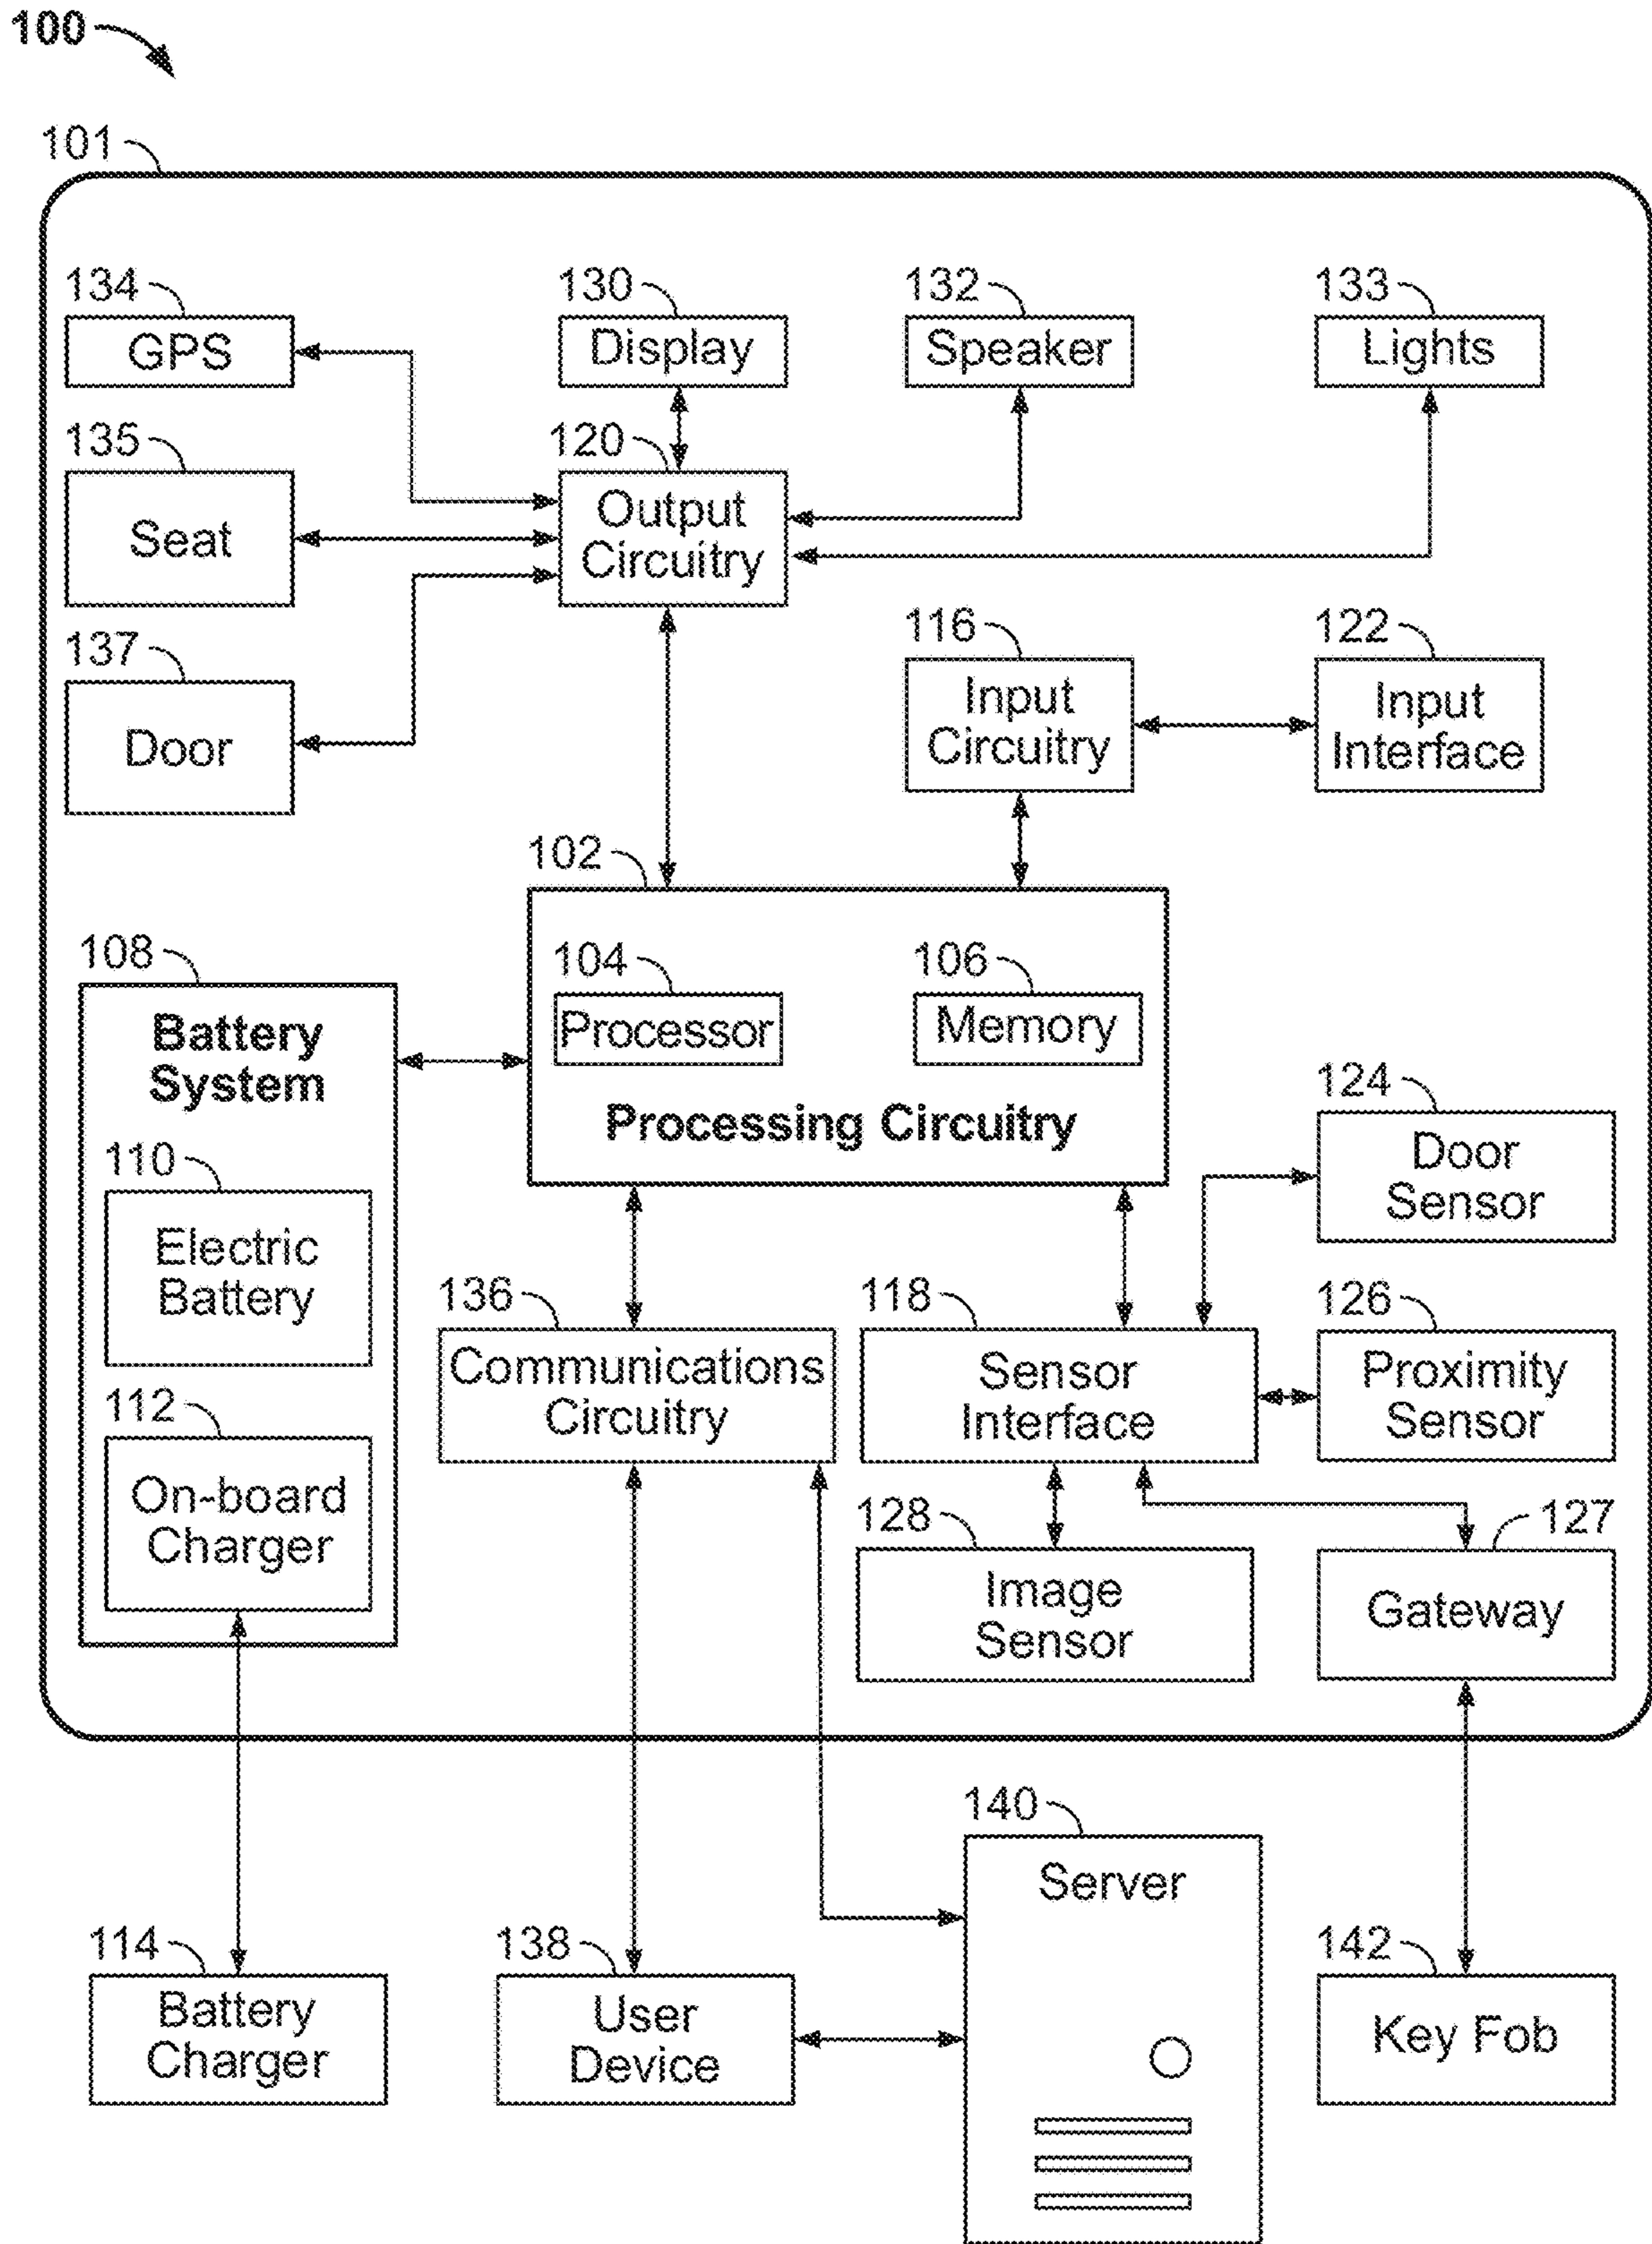 100
101
134
GPS
130
Display
132
Speaker
133
Lights
135
Seat
120
Output
Circuitry
137
Door
116
Input
Circuitry
122
Input
Interface
102
104
Processor
106
Memory
Processing Circuitry
108
Battery
System
110
Electric
Battery
112
On-board
Charger
124
Door
Sensor
136
Communications
Circuitry
118
Sensor
Interface
126
Proximity
Sensor
128
Image
Sensor
127
Gateway
140
Server
114
Battery
Charger
138
User
Device
142
Key Fob